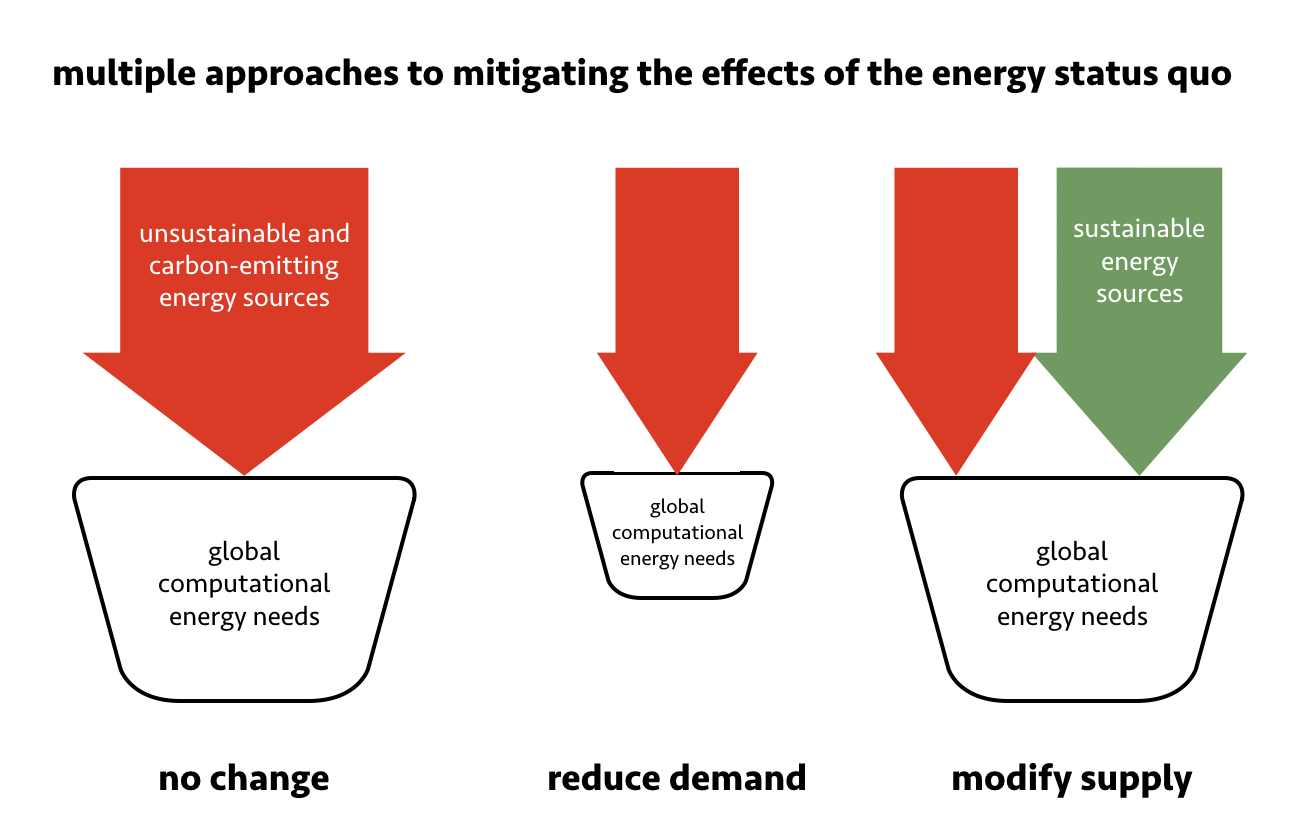 multiple approaches to mitigating the effects of the energy status quo
unsustainable and
carbon-emitting
energy sources
sustainable
energy
sources
global
computational
energy needs
global
computational
energy needs
global
computational
energy needs
no change
reduce demand
modify supply